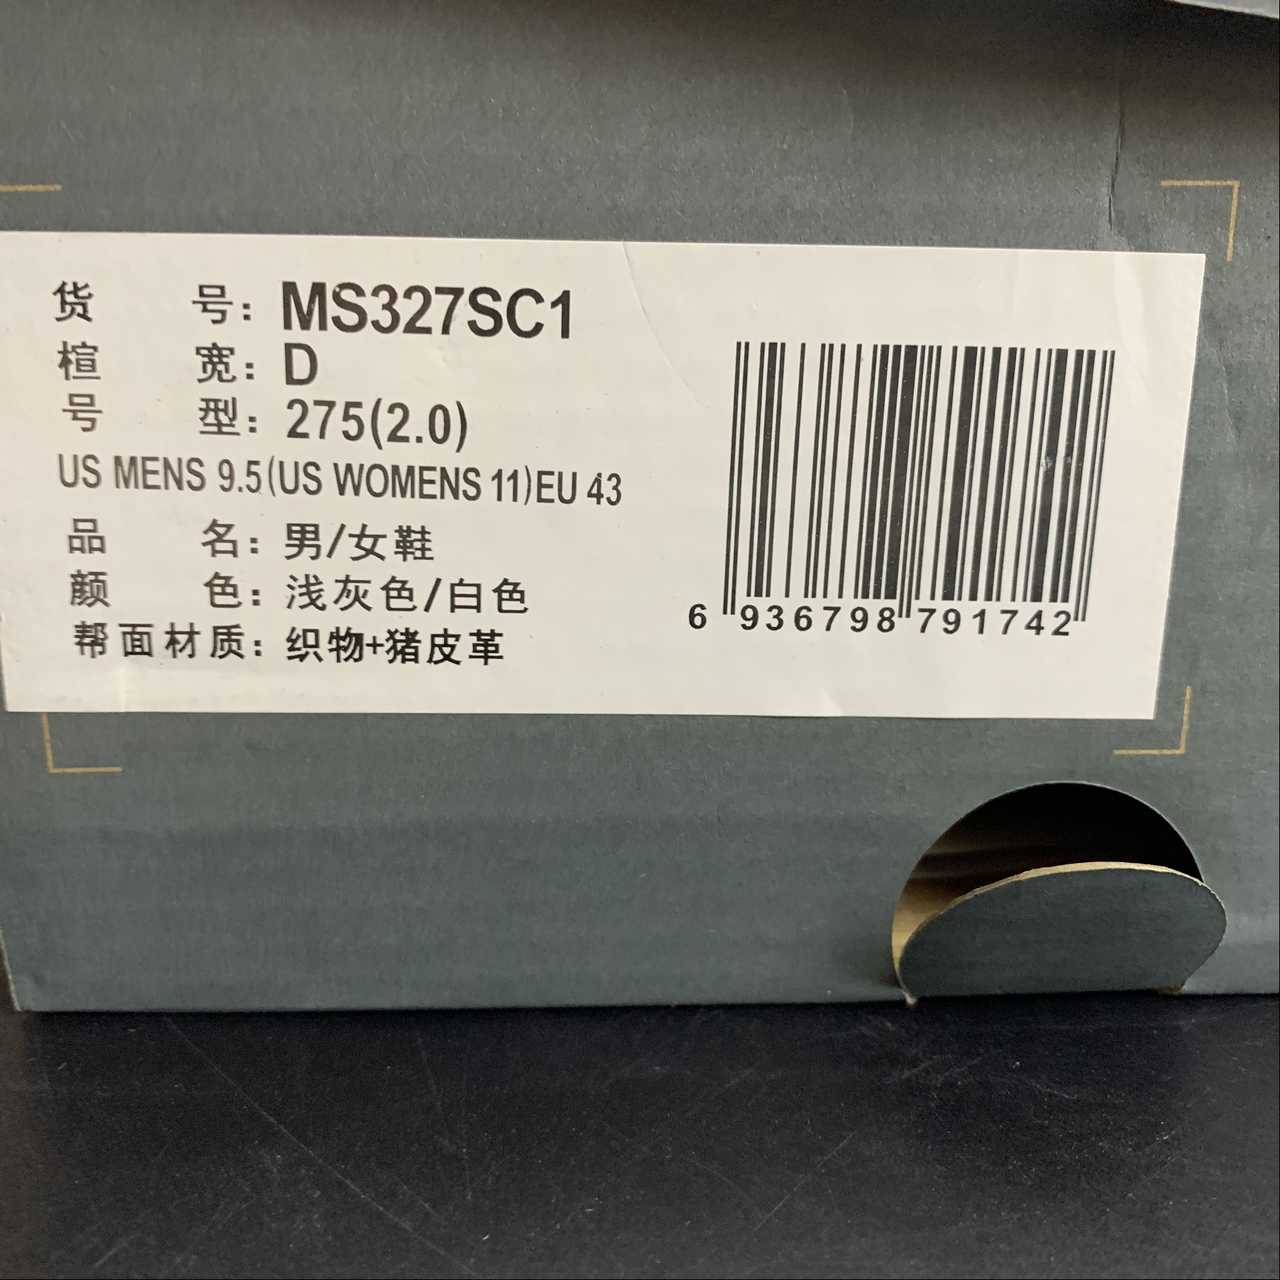 货 号：MS327SC1
楦 宽：D
号 型：275(2.0)
US MENS 9.5(US WOMENS 11)EU 43
品 名：男/女鞋
颜 色：浅灰色/白色
帮面材质：织物+猪皮革
6 936798 791742